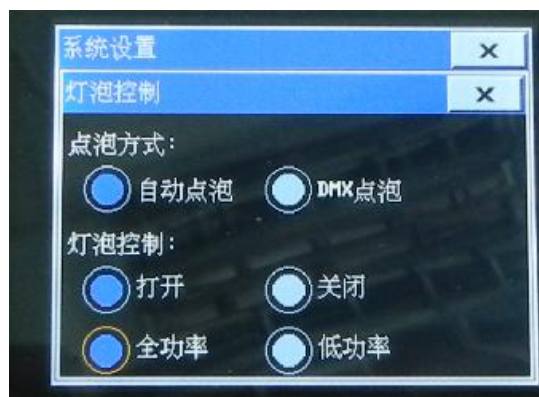 系统设置 ×
灯泡控制 ×
点泡方式:
自动点泡 DMX点泡
灯泡控制:
打开 关闭
全功率 低功率